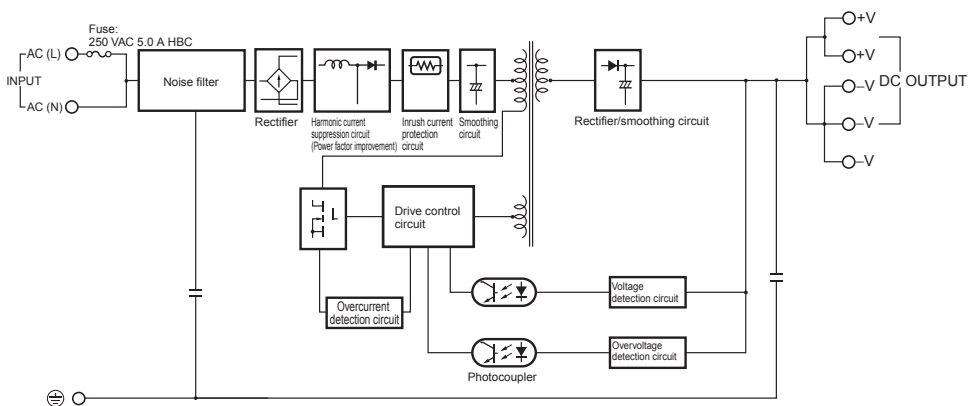 Fuse:
250 VAC 5.0 A HBC
AC (L)
INPUT
AC (N)
Noise filter
Rectifier
Harmonic current
suppression circuit
(Power factor improvement)
Inrush current
protection
circuit
Smoothing
circuit
Rectifier/smoothing circuit
+V
+V
–V
DC OUTPUT
–V
–V
Drive control
circuit
Overcurrent
detection circuit
Voltage
detection circuit
Overvoltage
detection circuit
Photocoupler